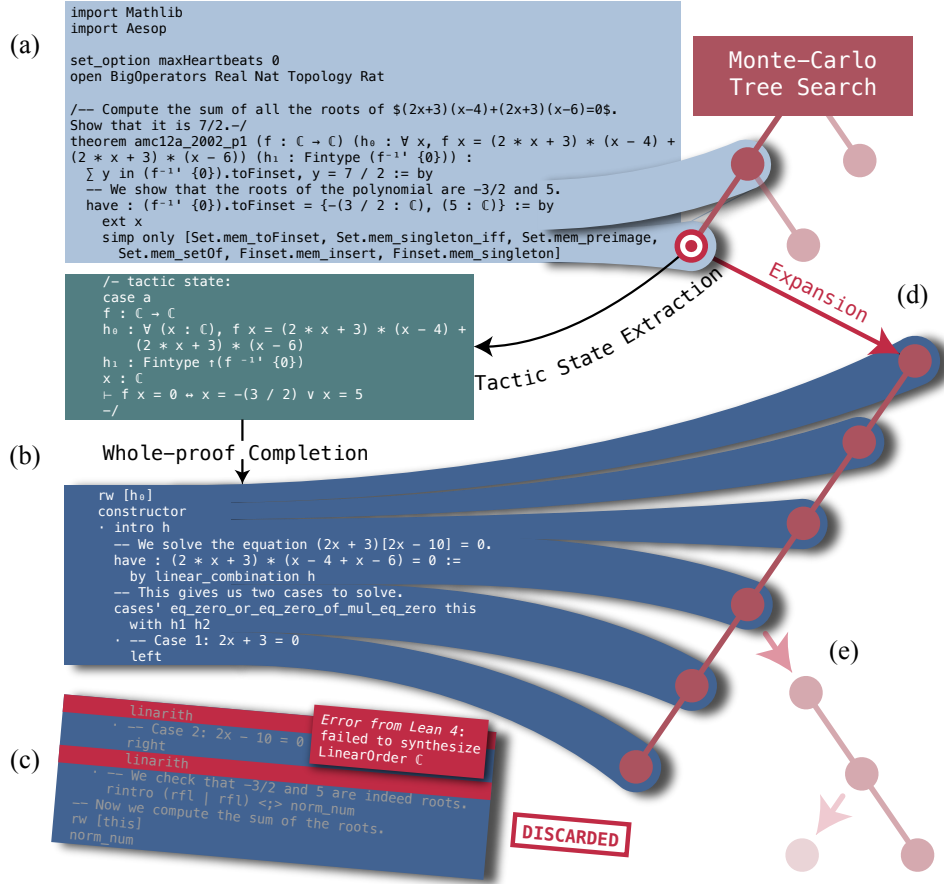 (a)
import Mathlib
import Aesop
set_option maxHeartbeats 0
open BigOperators Real Nat Topology Rat
/-- Compute the sum of all the roots of $(2x+3)(x-4)+(2x+3)(x-6)=0$.
Show that it is 7/2.-/
theorem amc12a_2002_p1 (f : ℂ → ℂ) (h₀ : ∀ x, f x = (2 * x + 3) * (x - 4) +
(2 * x + 3) * (x - 6)) (h₁ : Fintype (f⁻¹' {0})) :
∑ y in (f⁻¹' {0}).toFinset, y = 7 / 2 := by
-- We show that the roots of the polynomial are -3/2 and 5.
have : (f⁻¹' {0}).toFinset = {-(3 / 2 : ℂ), (5 : ℂ)} := by
ext x
simp only [Set.mem_toFinset, Set.mem_singleton_iff, Set.mem_preimage,
Set.mem_setOf, Finset.mem_insert, Finset.mem_singleton]
Monte-Carlo
Tree Search
/- tactic state:
case a
f : ℂ → ℂ
h₀ : ∀ (x : ℂ), f x = (2 * x + 3) * (x - 4) +
(2 * x + 3) * (x - 6)
h₁ : Fintype ↑(f ⁻¹' {0})
x : ℂ
⊢ f x = 0 ↔ x = -(3 / 2) ∨ x = 5
-/
Tactic State Extraction
Expansion
(d)
(b)
Whole-proof Completion
rw [h₀]
constructor
· intro h
-- We solve the equation (2x + 3)[2x - 10] = 0.
have : (2 * x + 3) * (x - 4 + x - 6) = 0 :=
by linear_combination h
-- This gives us two cases to solve.
cases' eq_zero_or_eq_zero_of_mul_eq_zero this
with h1 h2
· -- Case 1: 2x + 3 = 0
left
(e)
(c)
linarith
· -- Case 2: 2x - 10 = 0
right
linarith
· -- We check that -3/2 and 5 are indeed roots.
rintro (rfl | rfl) <;> norm_num
-- Now we compute the sum of the roots.
rw [this]
norm_num
Error from Lean 4:
failed to synthesize
LinearOrder ℂ
DISCARDED